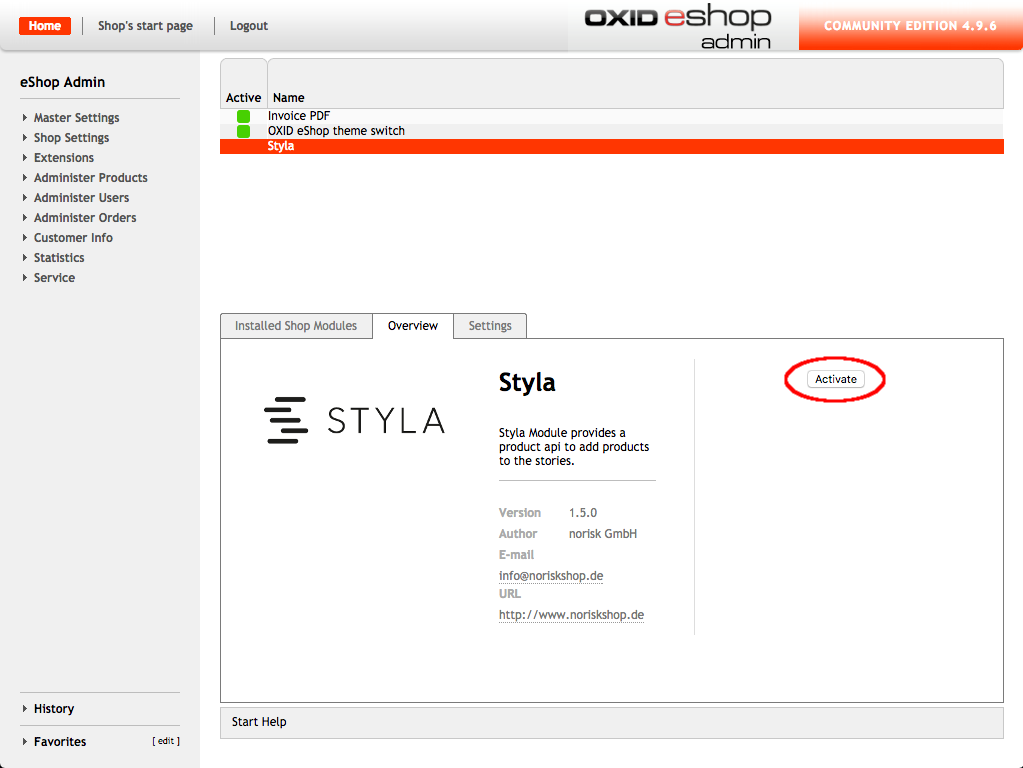 Home
Shop's start page
Logout
OXID eshop
admin
COMMUNITY EDITION 4.9.6
eShop Admin
Master Settings
Shop Settings
Extensions
Administer Products
Administer Users
Administer Orders
Customer Info
Statistics
Service
History
Favorites
[ edit ]
Active Name
Invoice PDF
OXID eShop theme switch
Styla
Installed Shop Modules
Overview
Settings
STYLA
Styla
Styla Module provides a
product api to add products
to the stories.
Version 1.5.0
Author norisk GmbH
E-mail
info@noriskshop.de
URL
http://www.noriskshop.de
Activate
Start Help